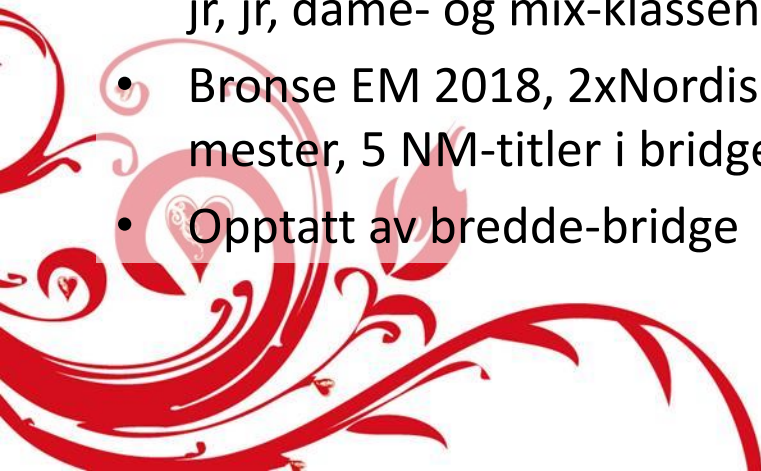 jr, jr, dame- og mix-klassen
• Bronse EM 2018, 2xNordis
mester, 5 NM-titler i bridge
• Opptatt av bredde-bridge